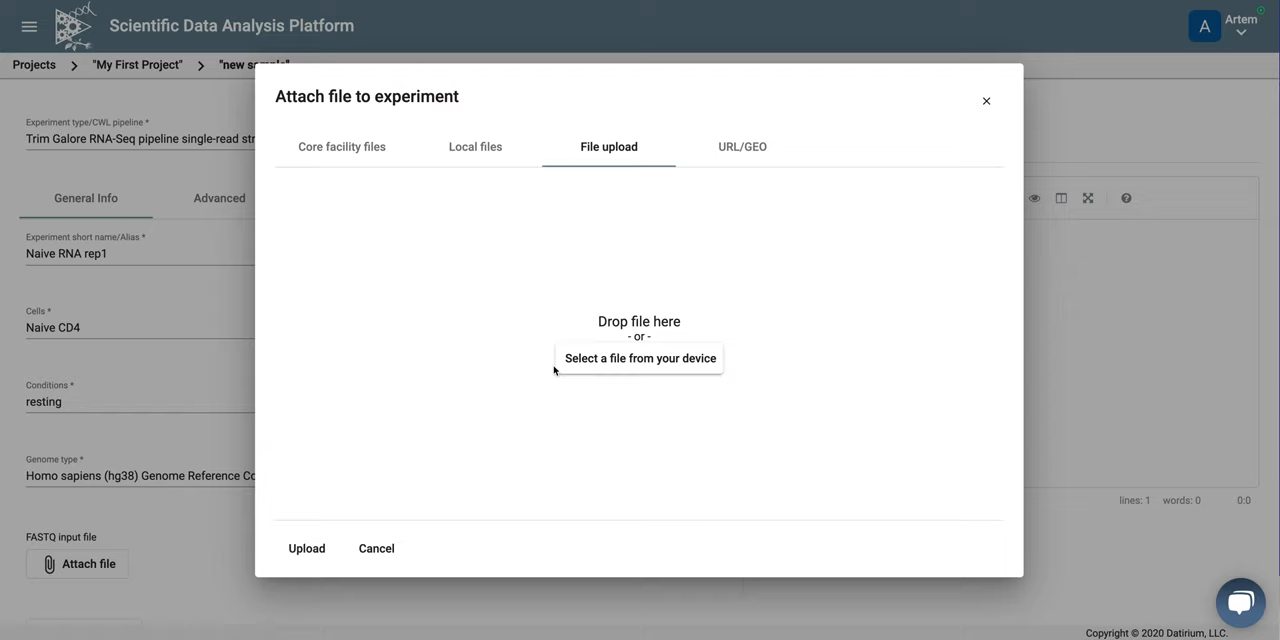 Scientific Data Analysis Platform
A
Artem
Projects > "My First Project" > "new sample"
Attach file to experiment
×
Core facility files
Local files
File upload
URL/GEO
Experiment type/CWL pipeline *
Trim Galore RNA-Seq pipeline single-read
General Info
Advanced
Experiment short name/Alias *
Naive RNA rep1
Cells *
Naive CD4
Conditions *
resting
Genome type *
Homo sapiens (hg38) Genome Reference
FASTQ input file
Attach file
Drop file here
- or -
Select a file from your device
Upload
Cancel
lines: 1 words: 0 0:0
Copyright © 2020 Datirium, LLC.